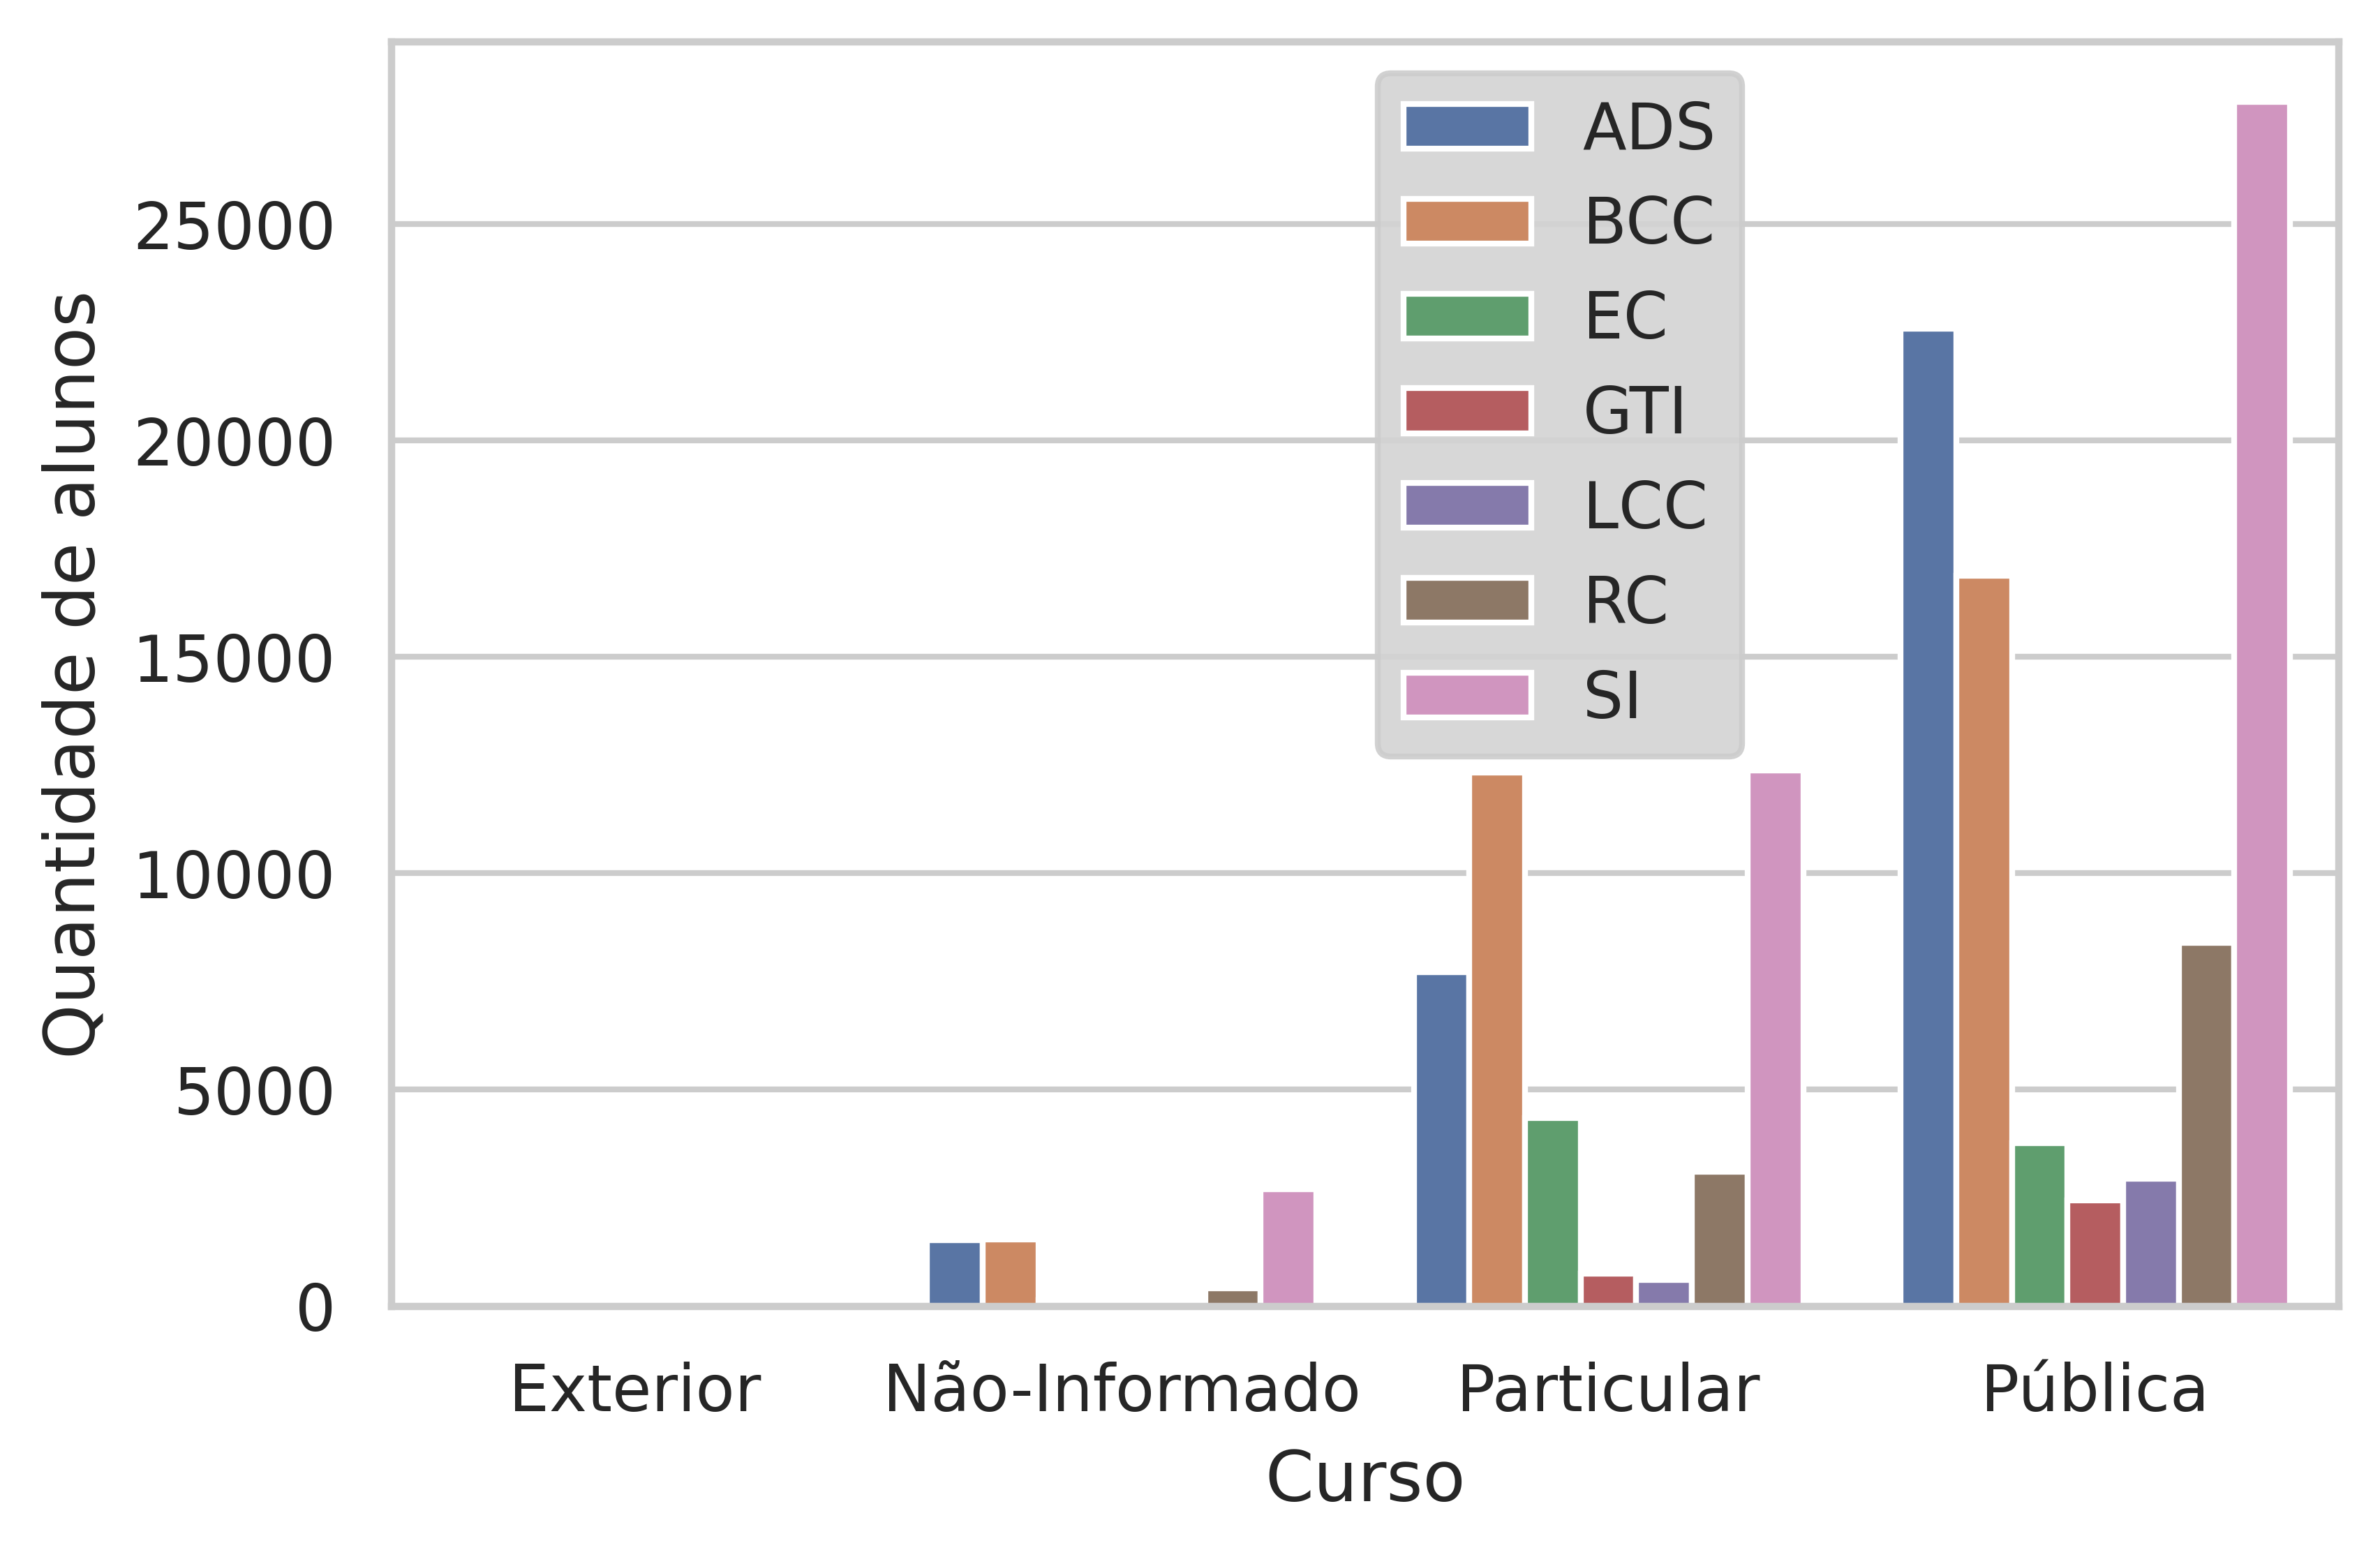 Quantidade de alunos
25000
20000
15000
10000
5000
0
ADS
BCC
EC
GTI
LCC
RC
SI
Exterior
Não-Informado
Particular
Pública
Curso